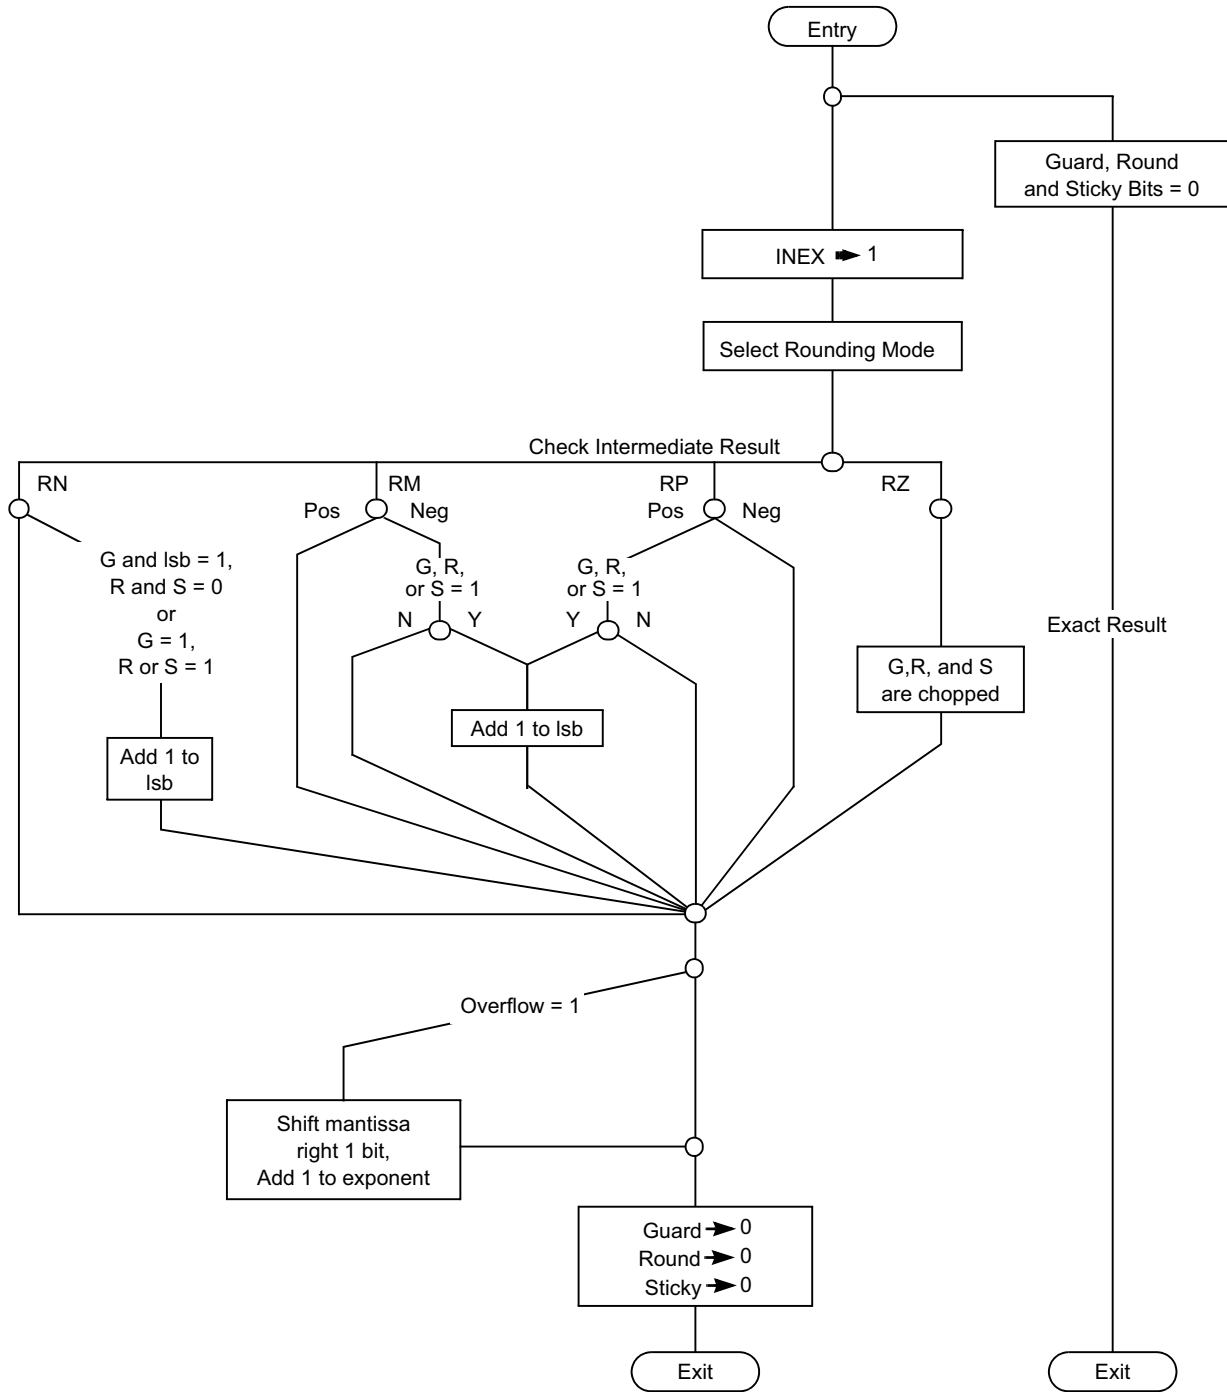 Entry
Guard, Round
and Sticky Bits = 0
INEX ➨ 1
Select Rounding Mode
Check Intermediate Result
RN
RM
RP
RZ
Pos
Neg
Pos
Neg
G and lsb = 1,
R and S = 0
or
G = 1,
R or S = 1
G, R,
or S = 1
G, R,
or S = 1
N
Y
Y
N
Exact Result
G,R, and S
are chopped
Add 1 to
lsb
Add 1 to lsb
Overflow = 1
Shift mantissa
right 1 bit,
Add 1 to exponent
Guard ➛ 0
Round ➛ 0
Sticky ➛ 0
Exit
Exit